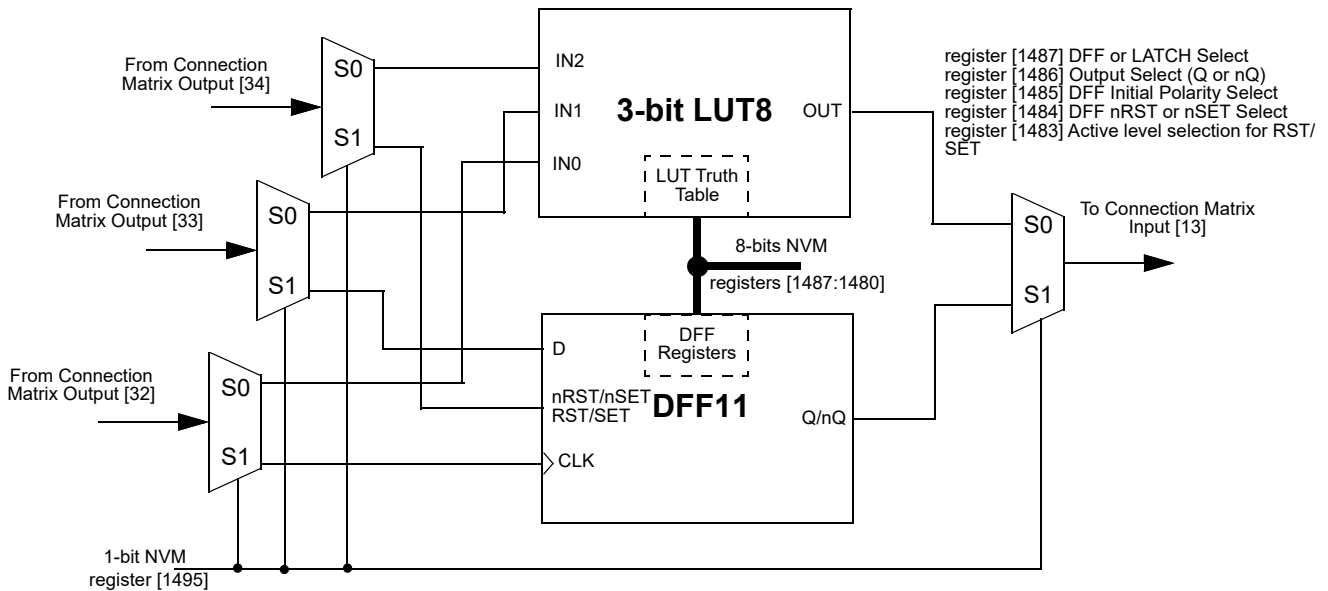 From Connection
Matrix Output [34]
S0
S1
IN2
IN1
IN0
3-bit LUT8
OUT
LUT Truth
Table
register [1487] DFF or LATCH Select
register [1486] Output Select (Q or nQ)
register [1485] DFF Initial Polarity Select
register [1484] DFF nRST or nSET Select
register [1483] Active level selection for RST/
SET
From Connection
Matrix Output [33]
S0
S1
8-bits NVM
registers [1487:1480]
S0
S1
To Connection Matrix
Input [13]
From Connection
Matrix Output [32]
S0
S1
D
nRST/nSET
RST/SET
CLK
DFF
Registers
DFF11
Q/nQ
1-bit NVM
register [1495]